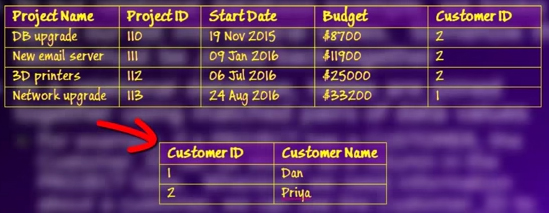 Project Name Project ID Start Date Budget Customer ID
DB upgrade 110 19 Nov 2015 $8700 2
New email server 111 09 Jan 2016 $11900 2
3D printers 112 06 Jul 2016 $25000 2
Network upgrade 113 24 Aug 2016 $33200 1
Customer ID Customer Name
1 Dan
2 Priya